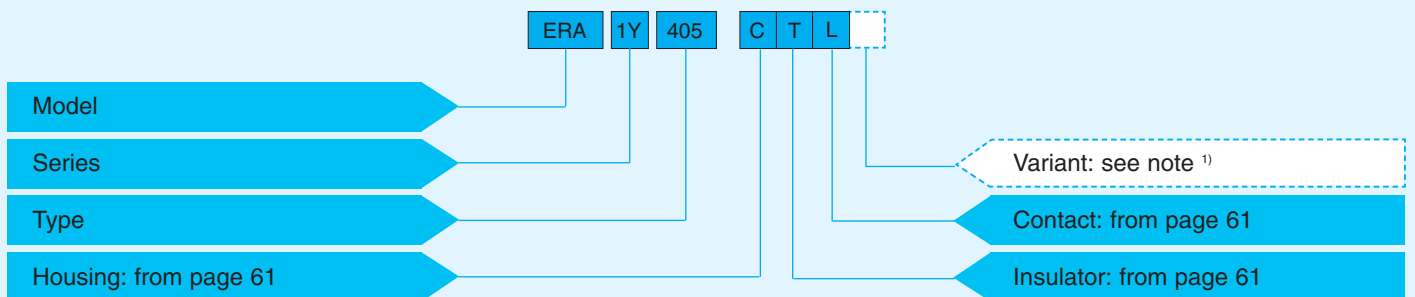 ERA 1Y 405 C T L
Model
Series
Variant: see note 1)
Type
Contact: from page 61
Housing: from page 61
Insulator: from page 61